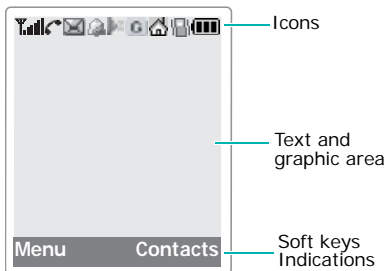 Icons
G
Text and
graphic area
Menu Contacts
Soft keys
Indications